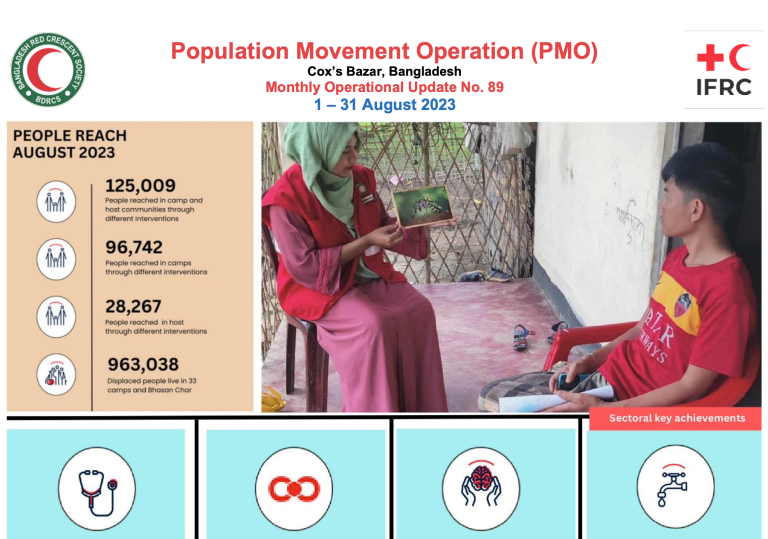 BANGLADESH RED CRESCENT SOCIETY
BDRCS
Population Movement Operation (PMO)
Cox's Bazar, Bangladesh
Monthly Operational Update No. 89
1 – 31 August 2023
IFRC
PEOPLE REACH
AUGUST 2023
125,009
People reached in camp and
host communities through
different interventions
96,742
People reached in camps
through different interventions
28,267
People reached in host
through different interventions
963,038
Displaced people live in 33
camps and Bhasan Char
Sectoral key achievements